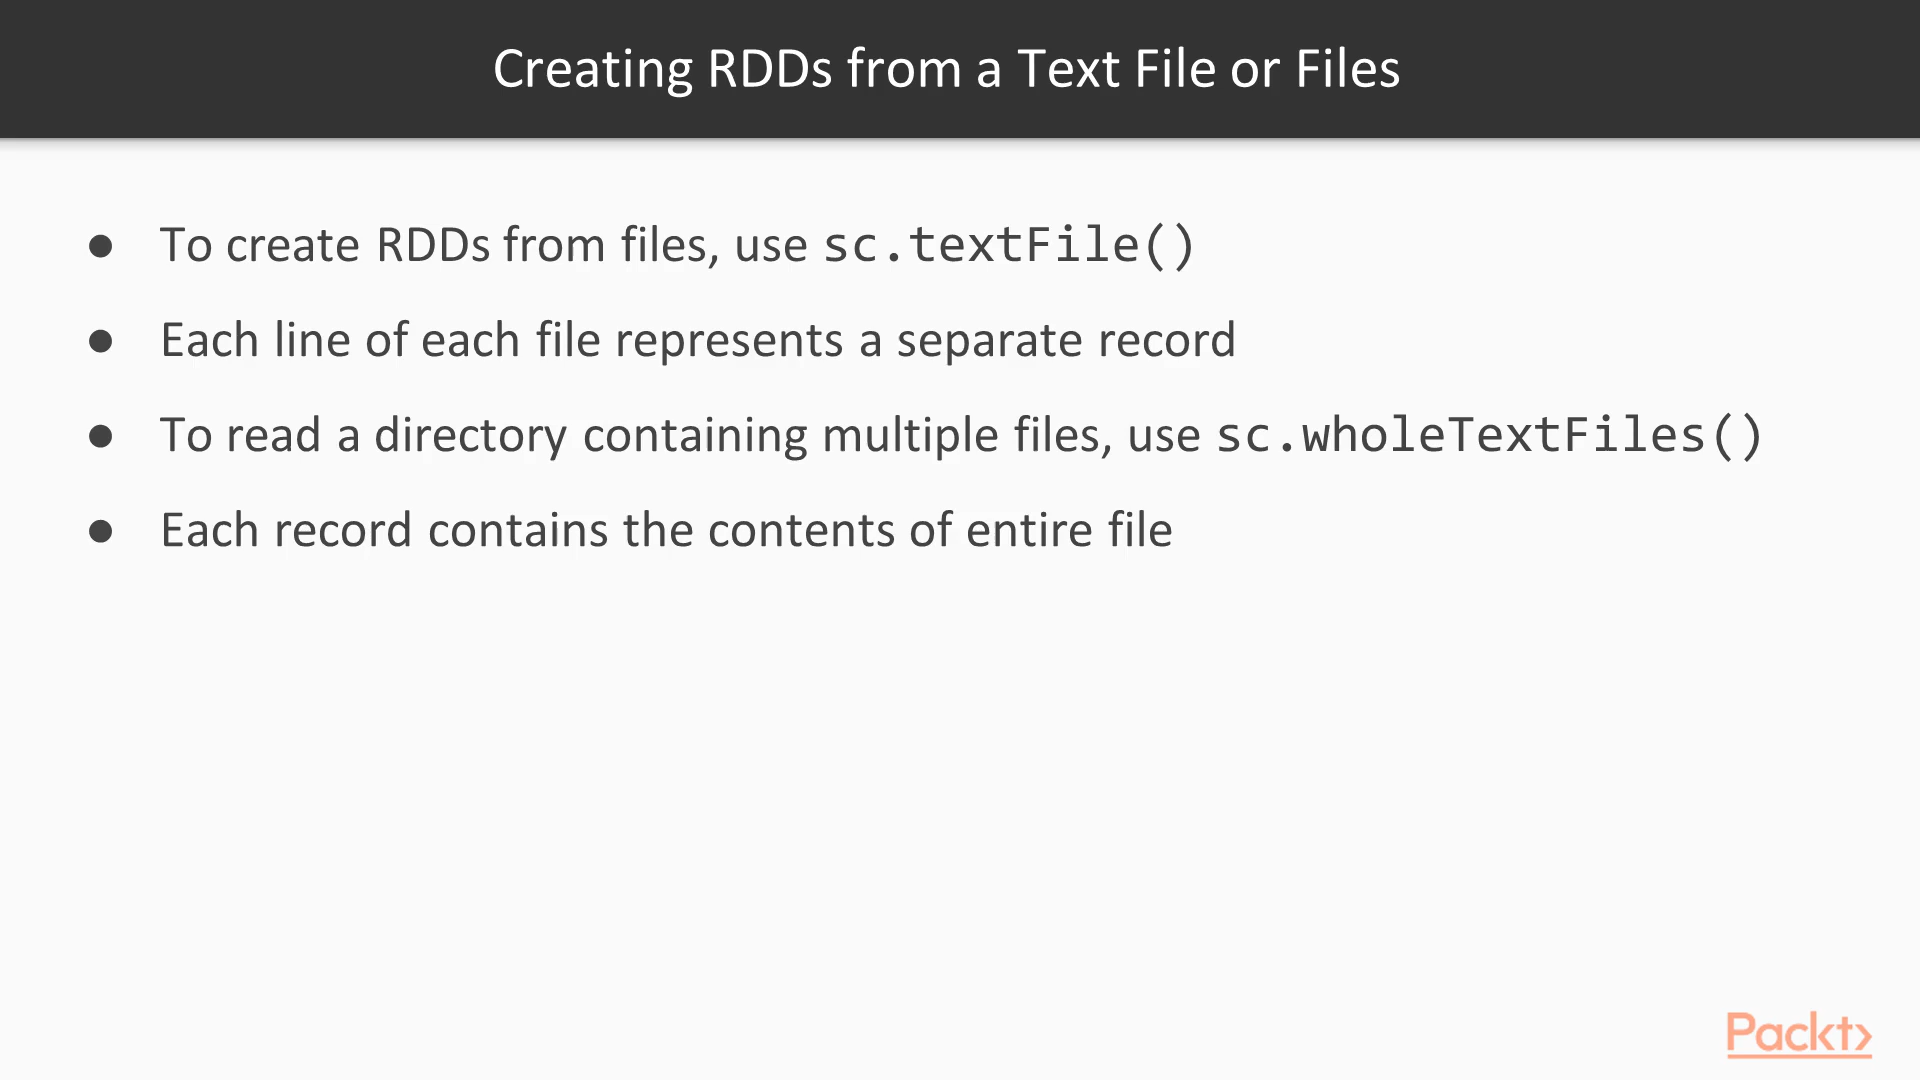 Creating RDDs from a Text File or Files
● To create RDDs from files, use sc.textFile()
● Each line of each file represents a separate record
● To read a directory containing multiple files, use sc.wholeTextFiles()
● Each record contains the contents of entire file
Packt>